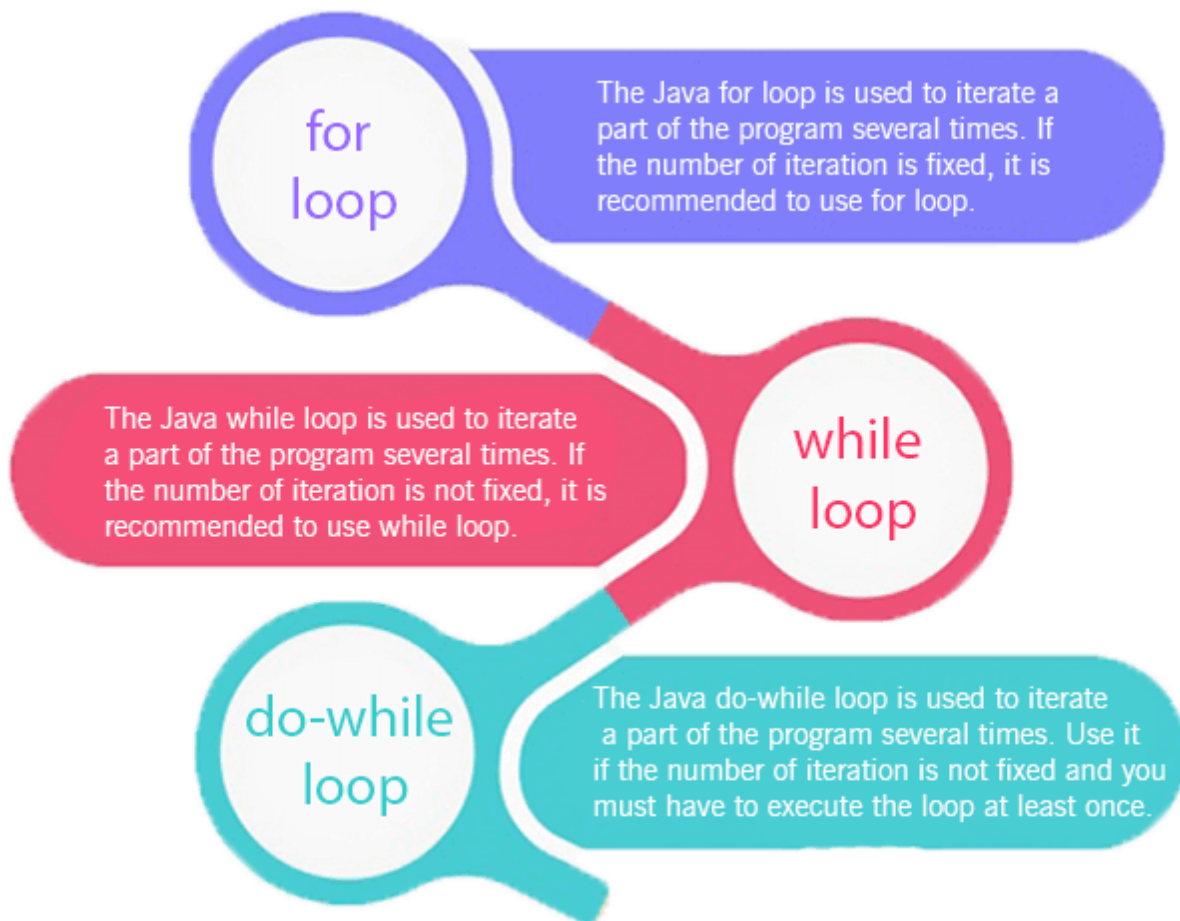 for
loop
The Java for loop is used to iterate a
part of the program several times. If
the number of iteration is fixed, it is
recommended to use for loop.
The Java while loop is used to iterate
a part of the program several times. If
the number of iteration is not fixed, it is
recommended to use while loop.
while
loop
do-while
loop
The Java do-while loop is used to iterate
a part of the program several times. Use it
if the number of iteration is not fixed and you
must have to execute the loop at least once.